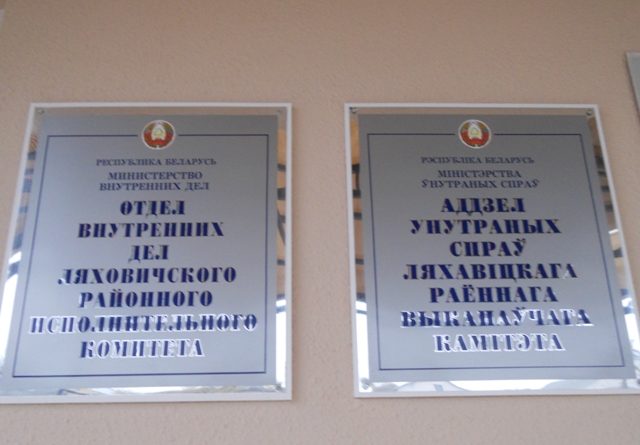 РЕСПУБЛИКА БЕЛАРУСЬ
МИНИСТЕРСТВО
ВНУТРЕННИХ ДЕЛ
ОТДЕЛ
ВНУТРЕННИХ
ДЕЛ
ЛЯХОВИЧСКОГО
РАЙОННОГО
ИСПОЛНИТЕЛЬНОГО
КОМИТЕТА
РЭСПУБЛІКА БЕЛАРУСЬ
МІНІСТЭРСТВА
ЎНУТРАНЫХ СПРАЎ
АДДЗЕЛ
УНУТРАНЫХ
СПРАЎ
ЛЯХАВІЦКАГА
РАЁННАГА
ВЫКАНАЎЧАГА
КАМІТЭТА